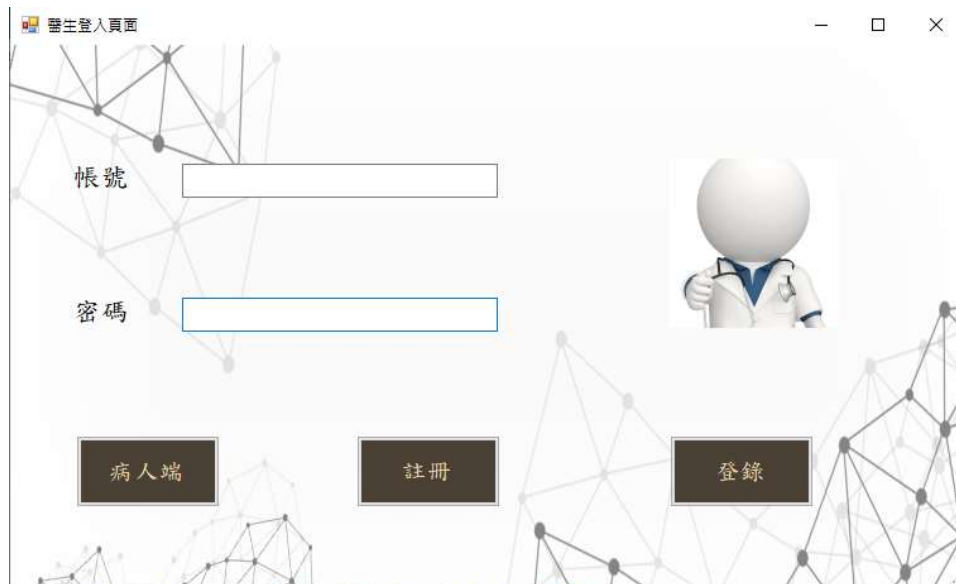 醫生登入頁面
帳號
密碼
病人端 註冊 登錄